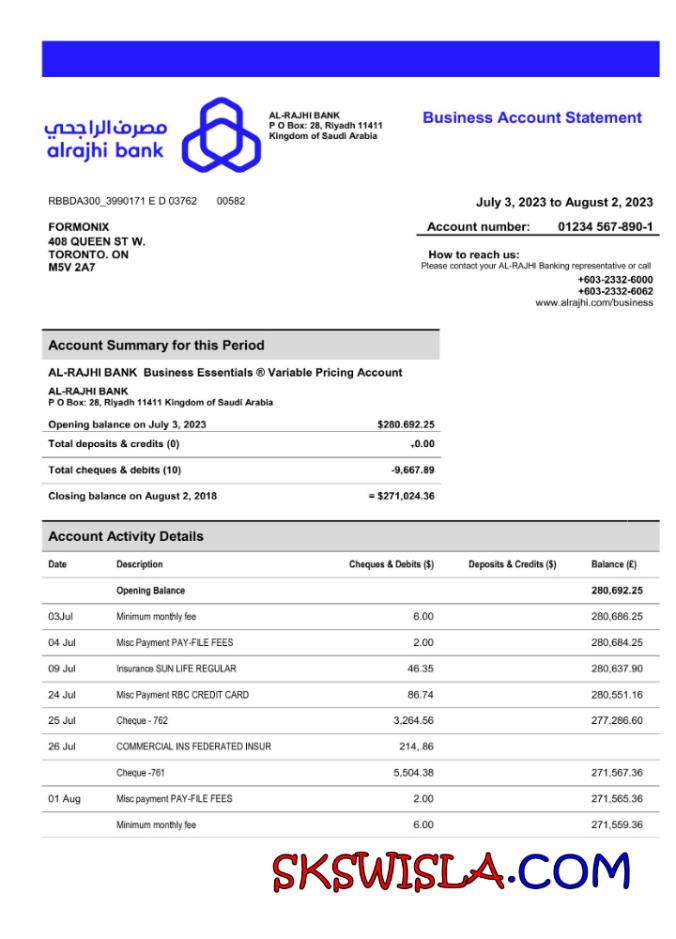 مصرف الراجحي
alrajhi bank
AL-RAJHI BANK
P O Box: 28, Riyadh 11411
Kingdom of Saudi Arabia
Business Account Statement
RBBDA300_3990171 E D 03762 00582
July 3, 2023 to August 2, 2023
FORMONIX
408 QUEEN ST W.
TORONTO. ON
M5V 2A7
Account number: 01234 567-890-1
How to reach us:
Please contact your AL-RAJHI Banking representative or call
+603-2332-6000
+603-2332-6062
www.alrajhi.com/business
Account Summary for this Period
AL-RAJHI BANK Business Essentials ® Variable Pricing Account
AL-RAJHI BANK
P O Box: 28, Riyadh 11411 Kingdom of Saudi Arabia
Opening balance on July 3, 2023 $280.692.25
Total deposits & credits (0) .0.00
Total cheques & debits (10) -9,667.89
Closing balance on August 2, 2018 = $271,024.36
Account Activity Details
Date Description Cheques & Debits ($) Deposits & Credits ($) Balance (£)
Opening Balance 280,692.25
03Jul Minimum monthly fee 6.00 280,686.25
04 Jul Misc Payment PAY-FILE FEES 2.00 280,684.25
09 Jul Insurance SUN LIFE REGULAR 46.35 280,637.90
24 Jul Misc Payment RBC CREDIT CARD 86.74 280,551.16
25 Jul Cheque - 762 3,264.56 277,286.60
26 Jul COMMERCIAL INS FEDERATED INSUR 214,.86
Cheque -761 5,504.38 271,567.36
01 Aug Misc payment PAY-FILE FEES 2.00 271,565.36
Minimum monthly fee 6.00 271,559.36
SKSWISLA.COM